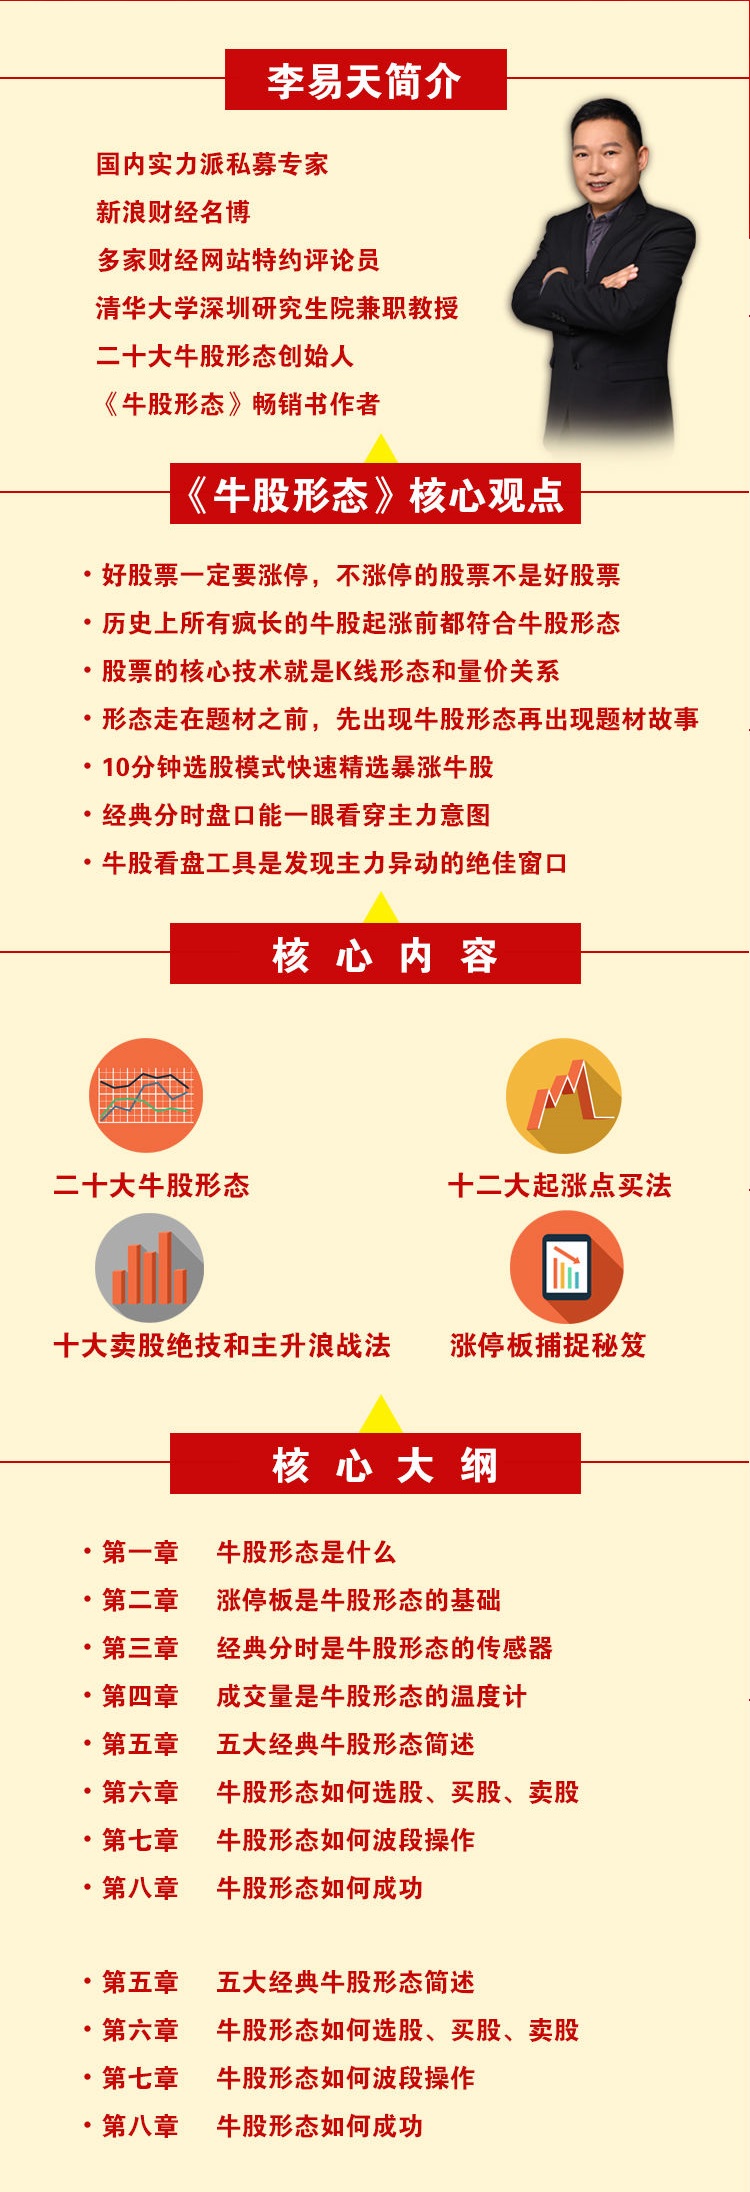 李易天简介
国内实力派私募专家
新浪财经名博
多家财经网站特约评论员
清华大学深圳研究生院兼职教授
二十大牛股形态创始人
《牛股形态》畅销书作者
《牛股形态》核心观点
· 好股票一定要涨停，不涨停的股票不是好股票
· 历史上所有疯长的牛股起涨前都符合牛股形态
· 股票的核心技术就是K线形态和量价关系
· 形态走在题材之前，先出现牛股形态再出现题材故事
· 10分钟选股模式快速精选暴涨牛股
· 经典分时盘口能一眼看穿主力意图
· 牛股看盘工具是发现主力异动的绝佳窗口
核心内容
二十大牛股形态
十二大起涨点买法
十大卖股绝技和主升浪战法
涨停板捕捉秘笈
核心大纲
· 第一章 牛股形态是什么
· 第二章 涨停板是牛股形态的基础
· 第三章 经典分时是牛股形态的传感器
· 第四章 成交量是牛股形态的温度计
· 第五章 五大经典牛股形态简述
· 第六章 牛股形态如何选股、买股、卖股
· 第七章 牛股形态如何波段操作
· 第八章 牛股形态如何成功
· 第五章 五大经典牛股形态简述
· 第六章 牛股形态如何选股、买股、卖股
· 第七章 牛股形态如何波段操作
· 第八章 牛股形态如何成功